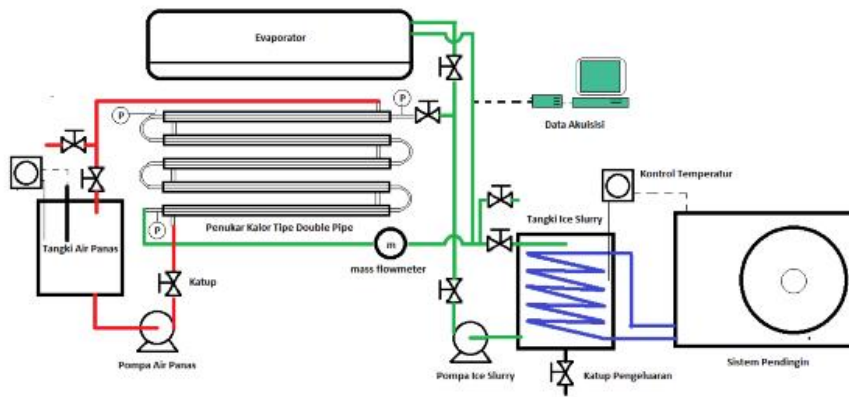 Evaporator
P
P
Data Akuisisi
Kontrol Temperatur
Tangki Air Panas
P
Penukar Kalor Tipe Double Pipe
Tangki Ice Slurry
m
mass flowmeter
Katup
Pompa Air Panas
Pompa Ice Slurry
Katup Pengeluaran
Sistem Pendingin